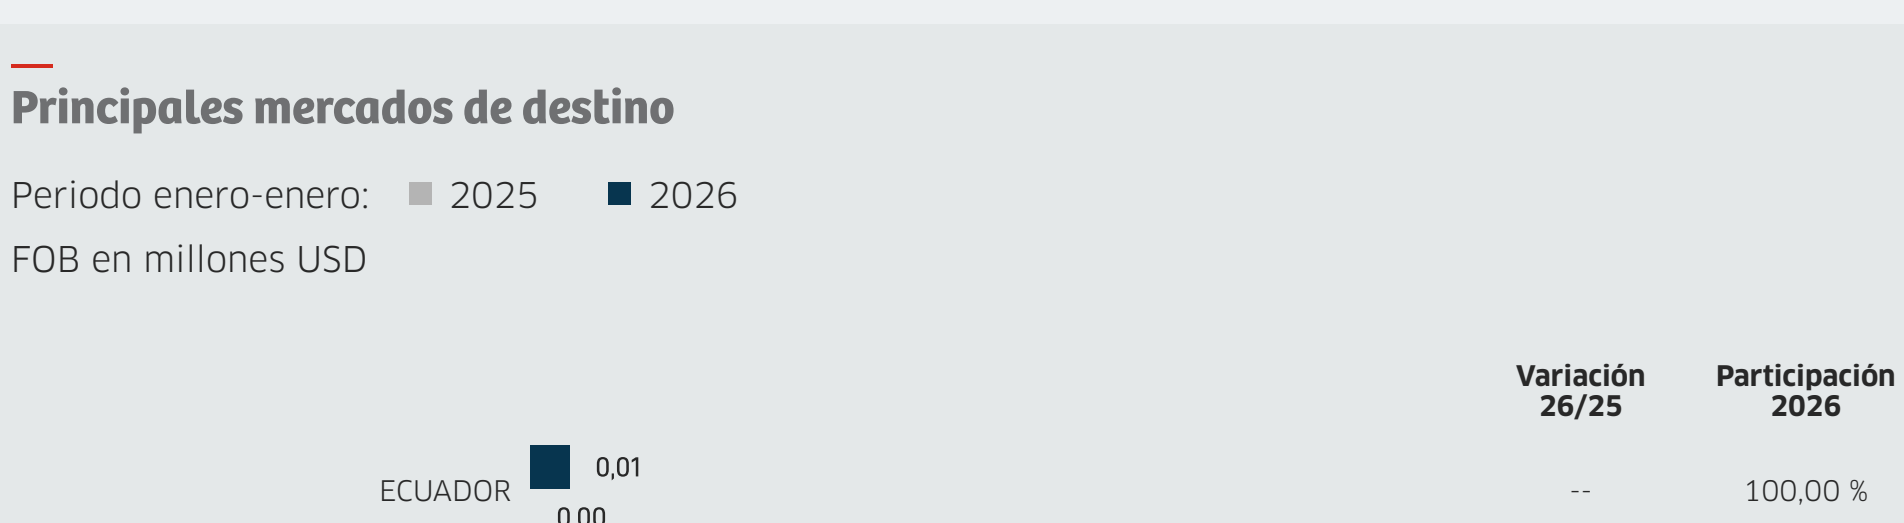 Principales mercados de destino
Periodo enero-enero: 2025 2026
FOB en millones USD
Variación 26/25
Participación 2026
0,01
ECUADOR -- 100,00 %
0,00